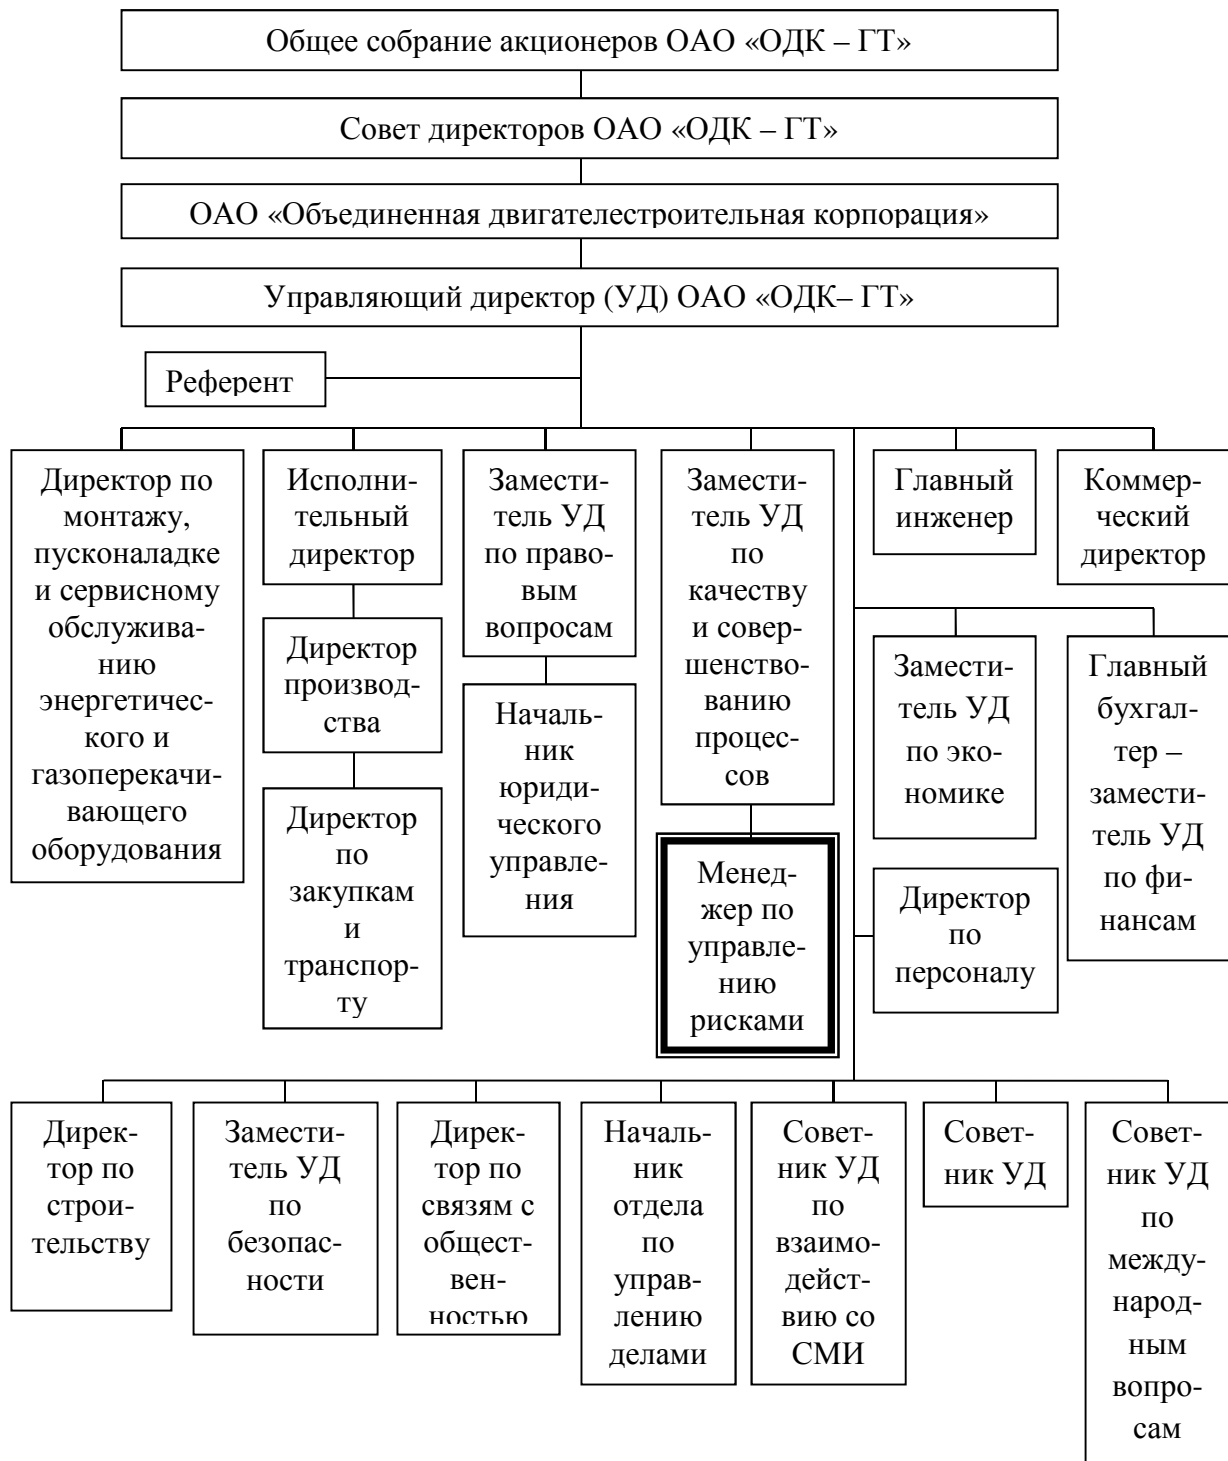 Общее собрание акционеров ОАО «ОДК – ГТ»
Совет директоров ОАО «ОДК – ГТ»
ОАО «Объединенная двигателестроительная корпорация»
Управляющий директор (УД) ОАО «ОДК– ГТ»
Референт
Директор по
монтажу,
пусконаладке
и сервисному
обслужива-
нию
энергетичес-
кого и
газоперекачи-
вающего
оборудования
Исполни-
тельный
директор
Директор
производ-
ства
Директор
по
закупкам
и
транспор-
ту
Замести-
тель УД
по право-
вым
вопросам
Началь-
ник
юриди-
ческого
управле-
ния
Замести-
тель УД
по
качеству
и совер-
шенство-
ванию
процес-
сов
Менед-
жер по
управле-
нию
рисками
Главный
инженер
Коммер-
ческий
директор
Замести-
тель УД
по эко-
номике
Главный
бухгал-
тер –
замести-
тель УД
по фи-
нансам
Директор
по
персоналу
Дирек-
тор по
строи-
тельству
Замести-
тель УД
по
безопас-
ности
Дирек-
тор по
связям с
общест-
вен-
ностью
Началь-
ник
отдела
по
управ-
лению
делами
Совет-
ник УД
по
взаимо-
дейст-
вию со
СМИ
Совет-
ник УД
Совет-
ник УД
по
между-
народ-
ным
вопро-
сам